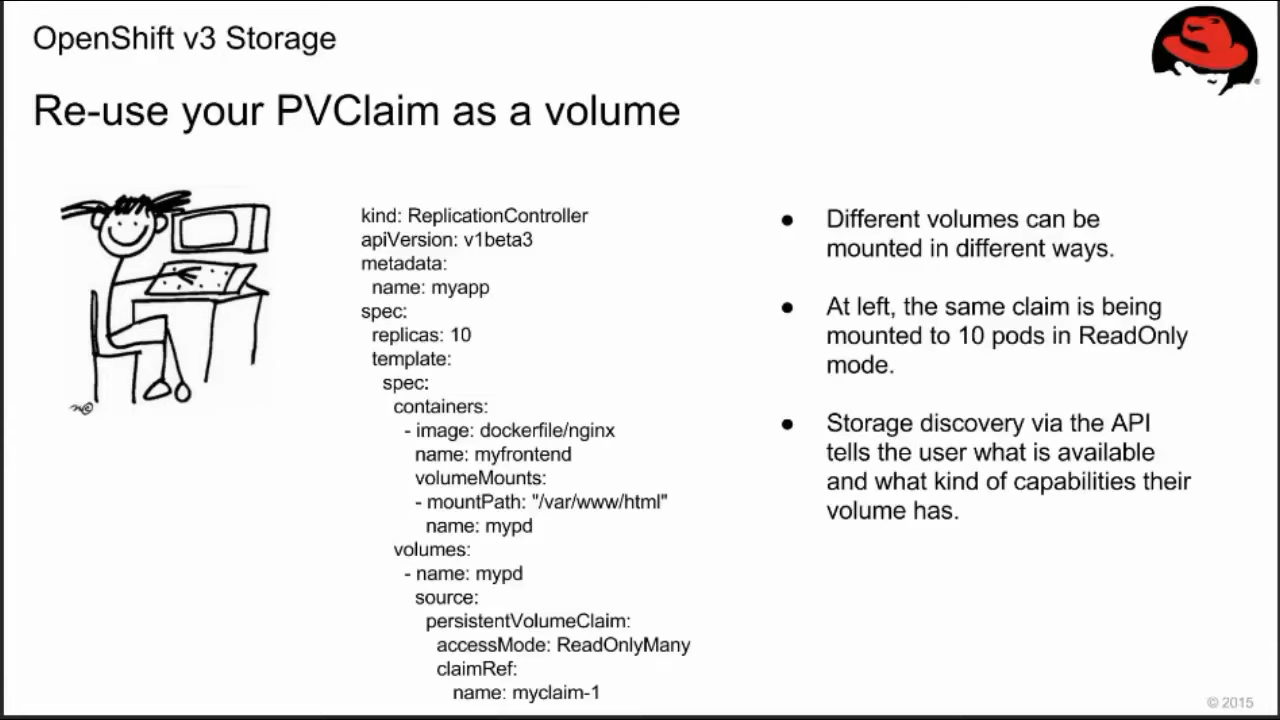 OpenShift v3 Storage
Re-use your PVClaim as a volume
kind: ReplicationController
apiVersion: v1beta3
metadata:
  name: myapp
spec:
  replicas: 10
  template:
    spec:
      containers:
        - image: dockerfile/nginx
          name: myfrontend
          volumeMounts:
          - mountPath: "/var/www/html"
            name: mypd
      volumes:
        - name: mypd
          source:
            persistentVolumeClaim:
              accessMode: ReadOnlyMany
              claimRef:
                name: myclaim-1
● Different volumes can be
mounted in different ways.
● At left, the same claim is being
mounted to 10 pods in ReadOnly
mode.
● Storage discovery via the API
tells the user what is available
and what kind of capabilities their
volume has.
© 2015